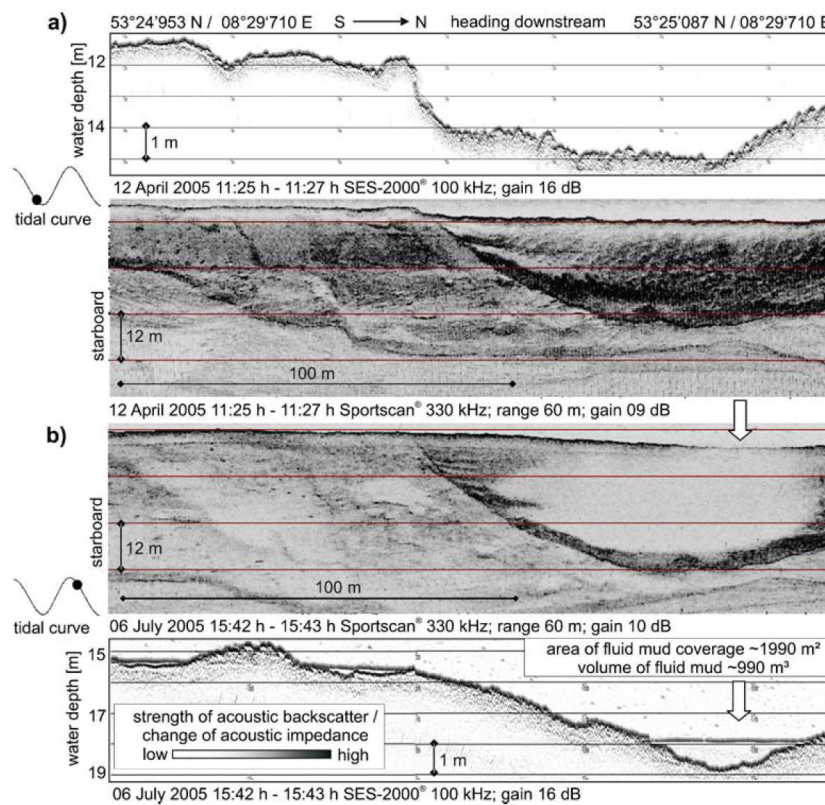 a) 53°24'953 N / 08°29'710 E S N heading downstream 53°25'087 N / 08°29'710 E
water depth [m]
12
14
1 m
12 April 2005 11:25 h - 11:27 h SES-2000® 100 kHz; gain 16 dB
tidal curve
starboard
12 m
100 m
12 April 2005 11:25 h - 11:27 h Sportscan® 330 kHz; range 60 m; gain 09 dB
b)
starboard
12 m
100 m
tidal curve
06 July 2005 15:42 h - 15:43 h Sportscan® 330 kHz; range 60 m; gain 10 dB
water depth [m]
15
17
19
area of fluid mud coverage ~1990 m²
volume of fluid mud ~990 m³
strength of acoustic backscatter /
change of acoustic impedance
low high
1 m
06 July 2005 15:42 h - 15:43 h SES-2000® 100 kHz; gain 16 dB